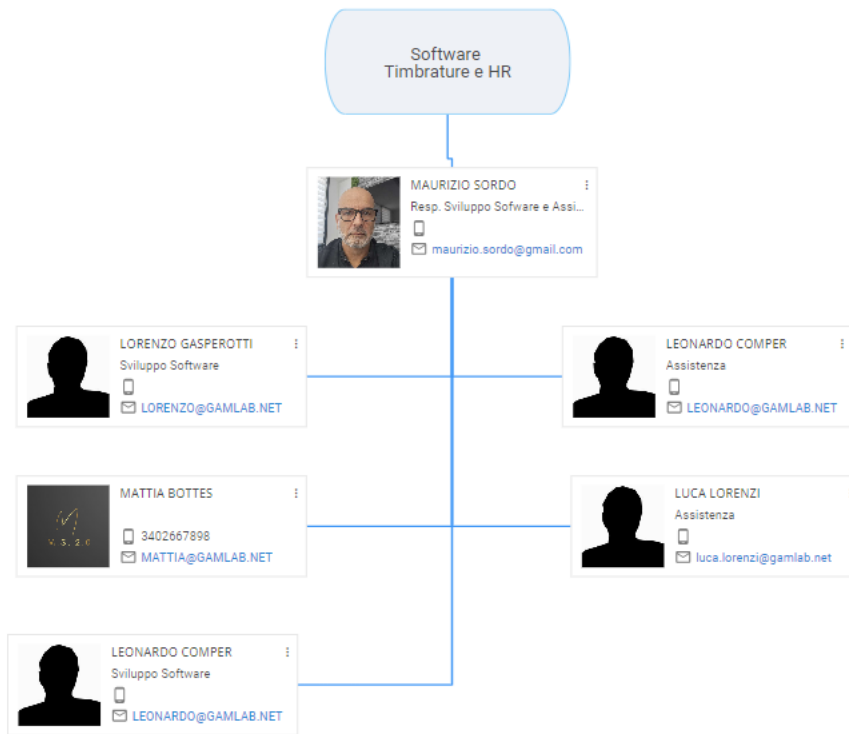 Software
Timbrature e HR
MAURIZIO SORDO
Resp. Sviluppo Sofware e Assi...
maurizio.sordo@gmail.com
LORENZO GASPEROTTI
Sviluppo Software
LORENZO@GAMLAB.NET
LEONARDO COMPER
Assistenza
LEONARDO@GAMLAB.NET
MATTIA BOTTES
3402667898
MATTIA@GAMLAB.NET
LUCA LORENZI
Assistenza
luca.lorenzi@gamlab.net
LEONARDO COMPER
Sviluppo Software
LEONARDO@GAMLAB.NET